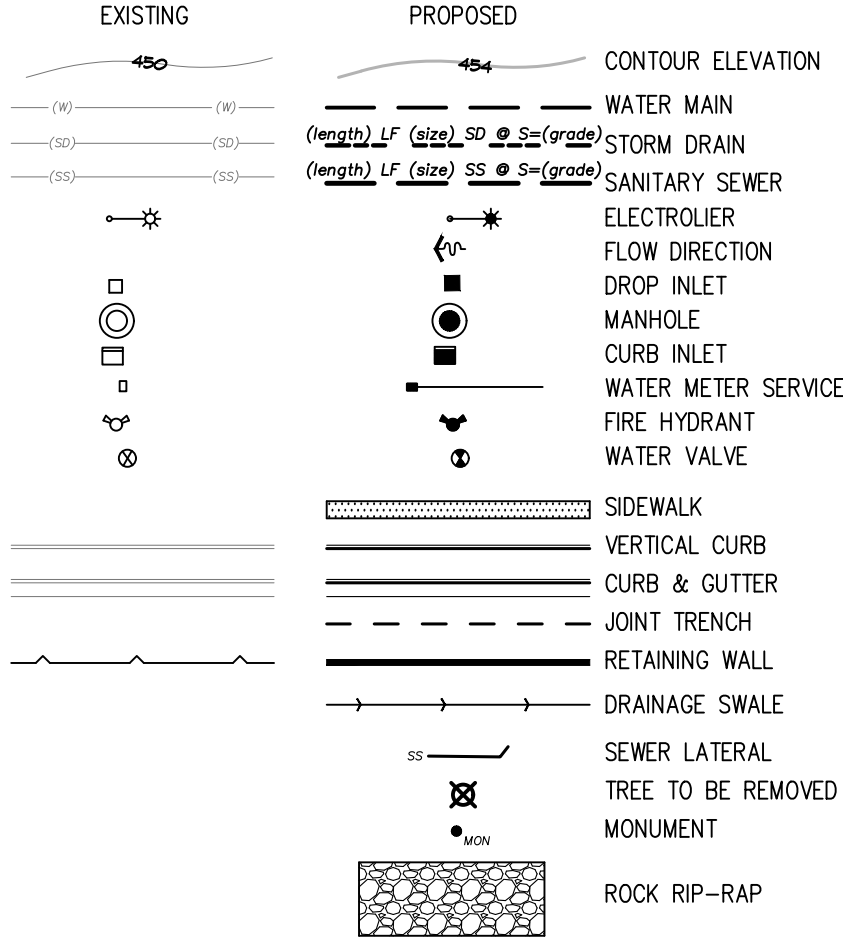 EXISTING PROPOSED
450 454 CONTOUR ELEVATION
(W) (W) WATER MAIN
(SD) (SD) (length) LF (size) SD @ S=(grade) STORM DRAIN
(SS) (SS) (length) LF (size) SS @ S=(grade) SANITARY SEWER
ELECTROLIER
FLOW DIRECTION
DROP INLET
MANHOLE
CURB INLET
WATER METER SERVICE
FIRE HYDRANT
WATER VALVE
SIDEWALK
VERTICAL CURB
CURB & GUTTER
JOINT TRENCH
RETAINING WALL
DRAINAGE SWALE
SS SEWER LATERAL
TREE TO BE REMOVED
MON MONUMENT
ROCK RIP-RAP